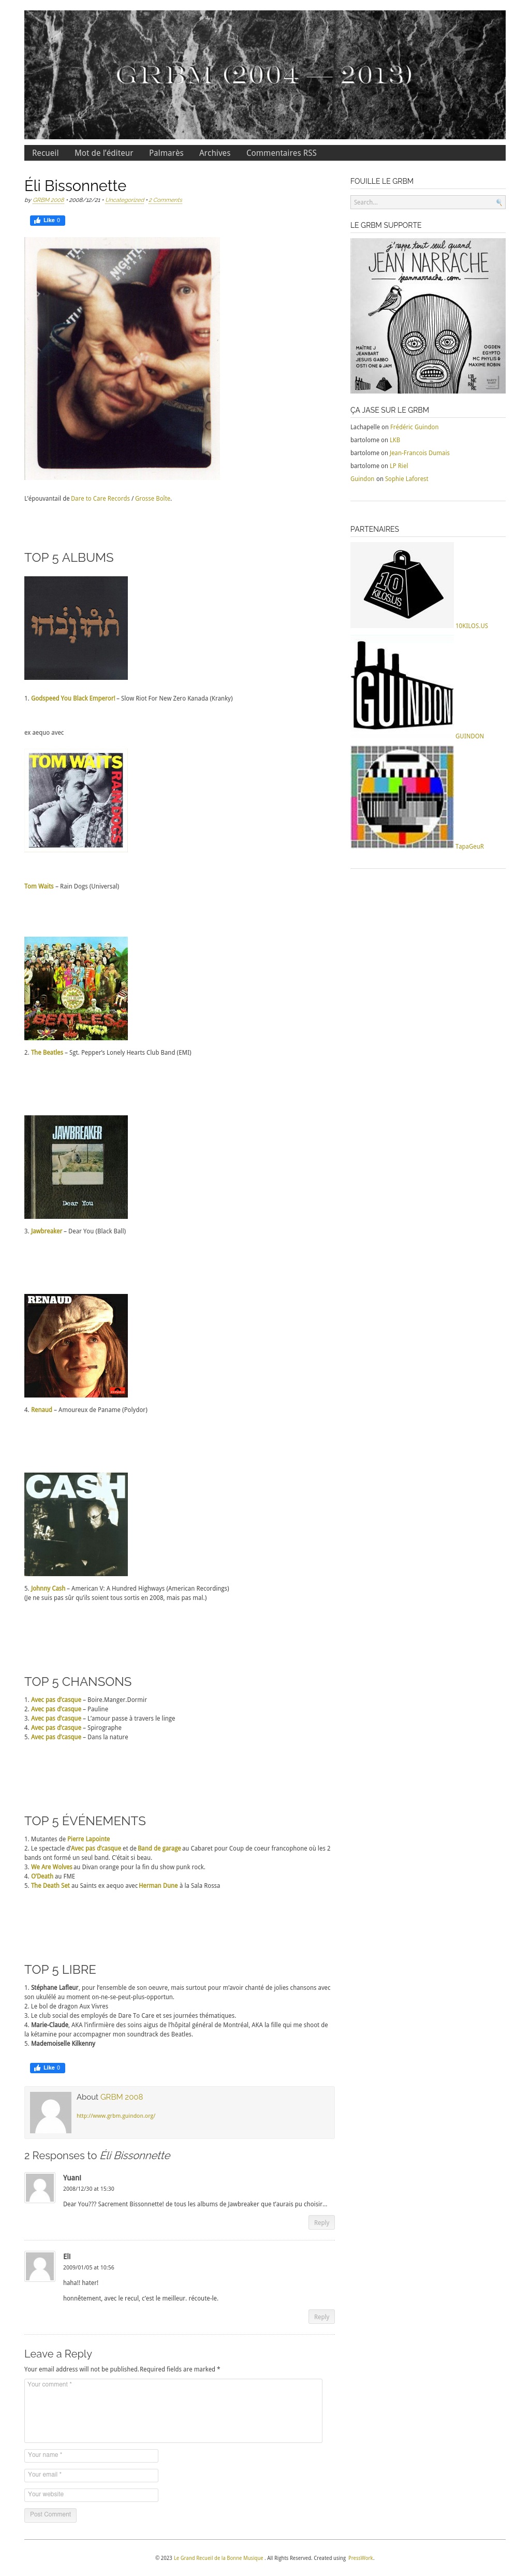 GRBM (2004 — 2013)
Recueil Mot de l'éditeur Palmarès Archives Commentaires RSS
Éli Bissonnette
by GRBM 2008 • 2008/12/21 • Uncategorized • 2 Comments
Like 0
L'épouvantail de Dare to Care Records / Grosse Boîte.
TOP 5 ALBUMS
1. Godspeed You Black Emperor! – Slow Riot For New Zero Kanada (Kranky)
ex aequo avec
TOM WAITS
RAIN DOGS
Tom Waits – Rain Dogs (Universal)
BEATLES
2. The Beatles – Sgt. Pepper's Lonely Hearts Club Band (EMI)
JAWBREAKER
Dear You
3. Jawbreaker – Dear You (Black Ball)
RENAUD
4. Renaud – Amoureux de Paname (Polydor)
CASH
5. Johnny Cash – American V: A Hundred Highways (American Recordings)
(Je ne suis pas sûr qu'ils soient tous sortis en 2008, mais pas mal.)
TOP 5 CHANSONS
1. Avec pas d'casque – Boire.Manger.Dormir
2. Avec pas d'casque – Pauline
3. Avec pas d'casque – L'amour passe à travers le linge
4. Avec pas d'casque – Spirographe
5. Avec pas d'casque – Dans la nature
TOP 5 ÉVÉNEMENTS
1. Mutantes de Pierre Lapointe
2. Le spectacle d'Avec pas d'casque et de Band de garage au Cabaret pour Coup de coeur francophone où les 2
bands ont formé un seul band. C'était si beau.
3. We Are Wolves au Divan orange pour la fin du show punk rock.
4. O'Death au FME
5. The Death Set au Saints ex aequo avec Herman Dune à la Sala Rossa
TOP 5 LIBRE
1. Stéphane Lafleur, pour l'ensemble de son oeuvre, mais surtout pour m'avoir chanté de jolies chansons avec
son ukulélé au moment on-ne-se-peut-plus-opportun.
2. Le bol de dragon Aux Vivres
3. Le club social des employés de Dare To Care et ses journées thématiques.
4. Marie-Claude, AKA l'infirmière des soins aigus de l'hôpital général de Montréal, AKA la fille qui me shoot de
la kétamine pour accompagner mon soundtrack des Beatles.
5. Mademoiselle Kilkenny
Like 0
About GRBM 2008
http://www.grbm.guindon.org/
2 Responses to Éli Bissonnette
Yuani
2008/12/30 at 15:30
Dear You??? Sacrement Bissonnette! de tous les albums de Jawbreaker que t'aurais pu choisir…
Reply
Eli
2009/01/05 at 10:56
haha!! hater!
honnêtement, avec le recul, c'est le meilleur. récoute-le.
Reply
Leave a Reply
Your email address will not be published. Required fields are marked *
Your comment *
Your name *
Your email *
Your website
Post Comment
FOUILLE LE GRBM
Search...
LE GRBM SUPPORTE
j'rappe tout seul quand
JEAN NARRACHE
jeannarrache.com
MAÎTRE J
JEANBART
JESUIS GABBO
OSTI ONE & JAM
OGDEN
EGYPTO
MC PHYLIS &
MAXIME ROBIN
ÇA JASE SUR LE GRBM
Lachapelle on Frédéric Guindon
bartolome on LKB
bartolome on Jean-Francois Dumais
bartolome on LP Riel
Guindon on Sophie Laforest
PARTENAIRES
10
KILOS.US
10KILOS.US
GUINDON
GUINDON
TapaGeuR
© 2023 Le Grand Recueil de la Bonne Musique . All Rights Reserved. Created using PressWork.